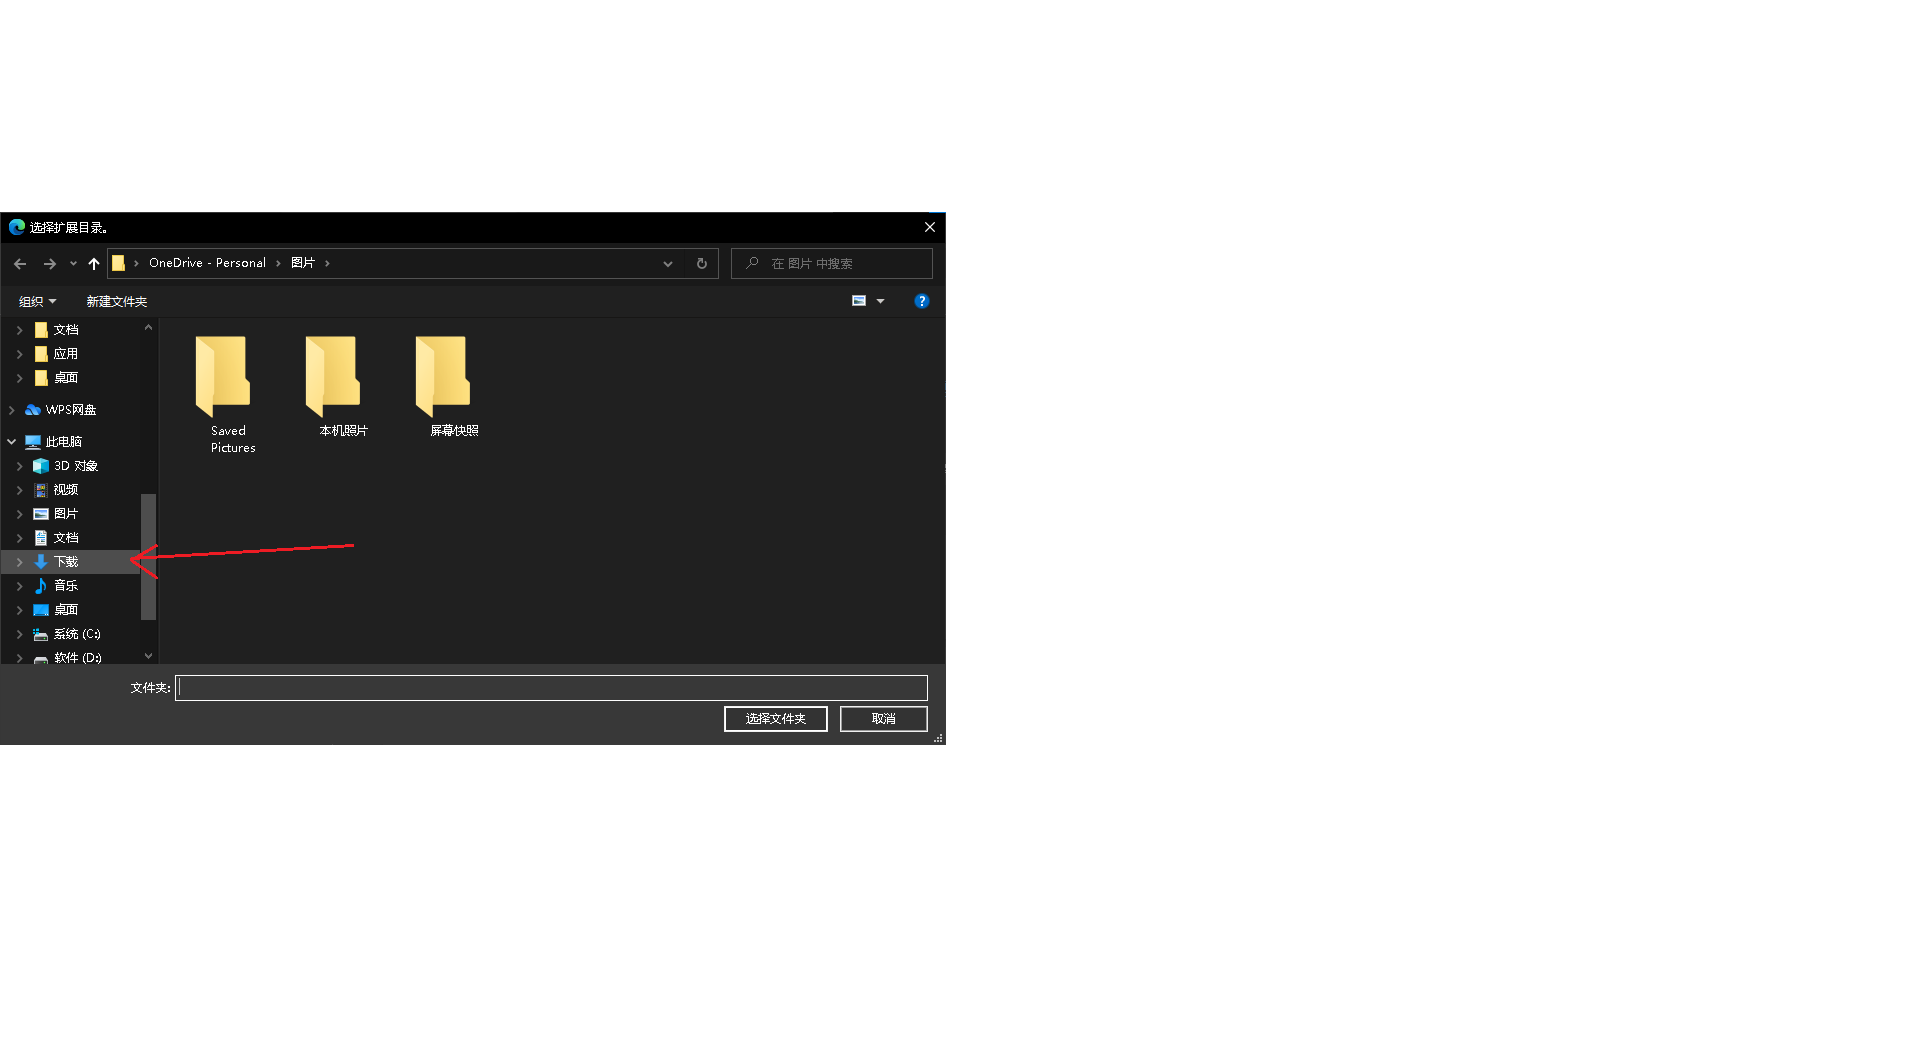 选择扩展目录。
OneDrive - Personal 图片
在 图片 中搜索
组织
新建文件夹
文档
应用
桌面
WPS网盘
此电脑
3D 对象
视频
图片
文档
下载
音乐
桌面
系统 (C:)
软件 (D:)
Saved
Pictures
本机照片
屏幕快照
文件夹:
选择文件夹
取消